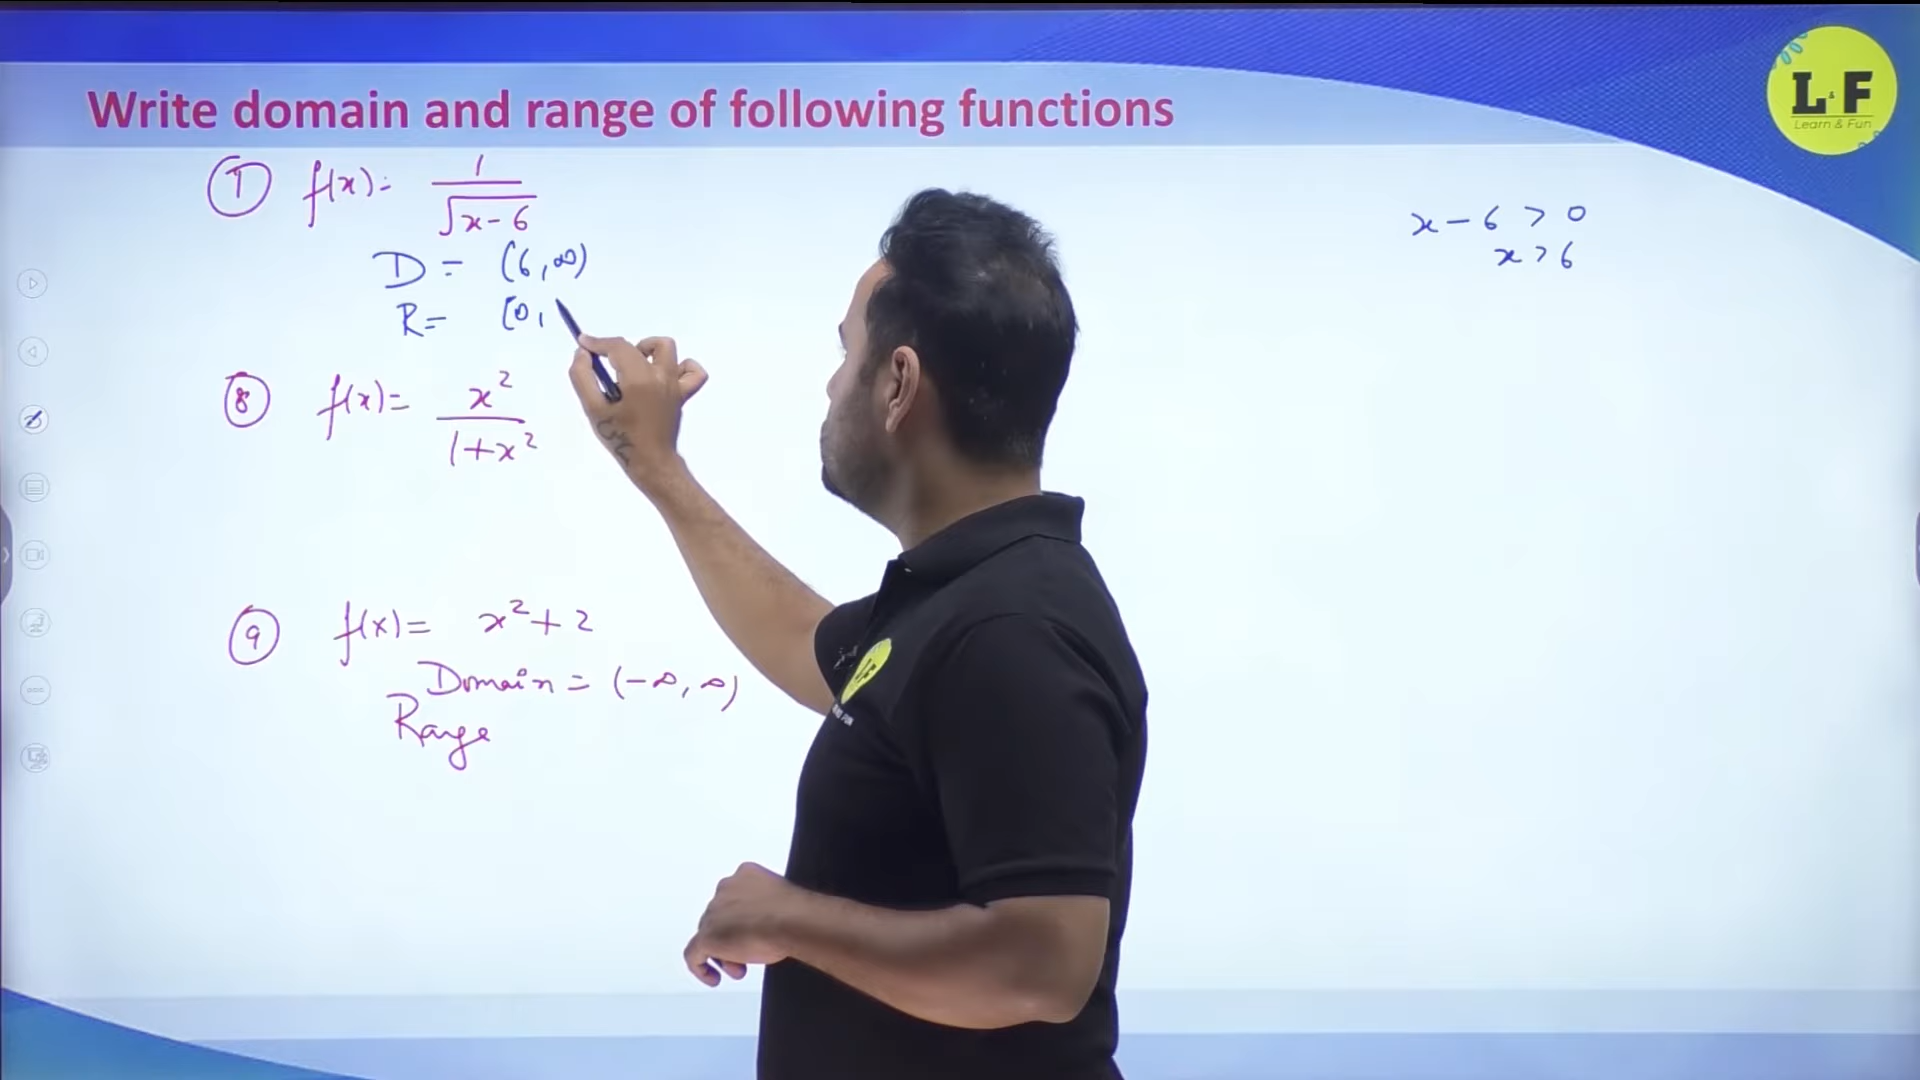 Write domain and range of following functions
L&F
Learn & Fun
① f(x)= 1/√x-6
D = (6,∞)
R= [0,
x - 6 > 0
x > 6
⑧ f(x)= x²/1+x²
⑨ f(x)= x²+2
Domain = (-∞, ∞)
Range